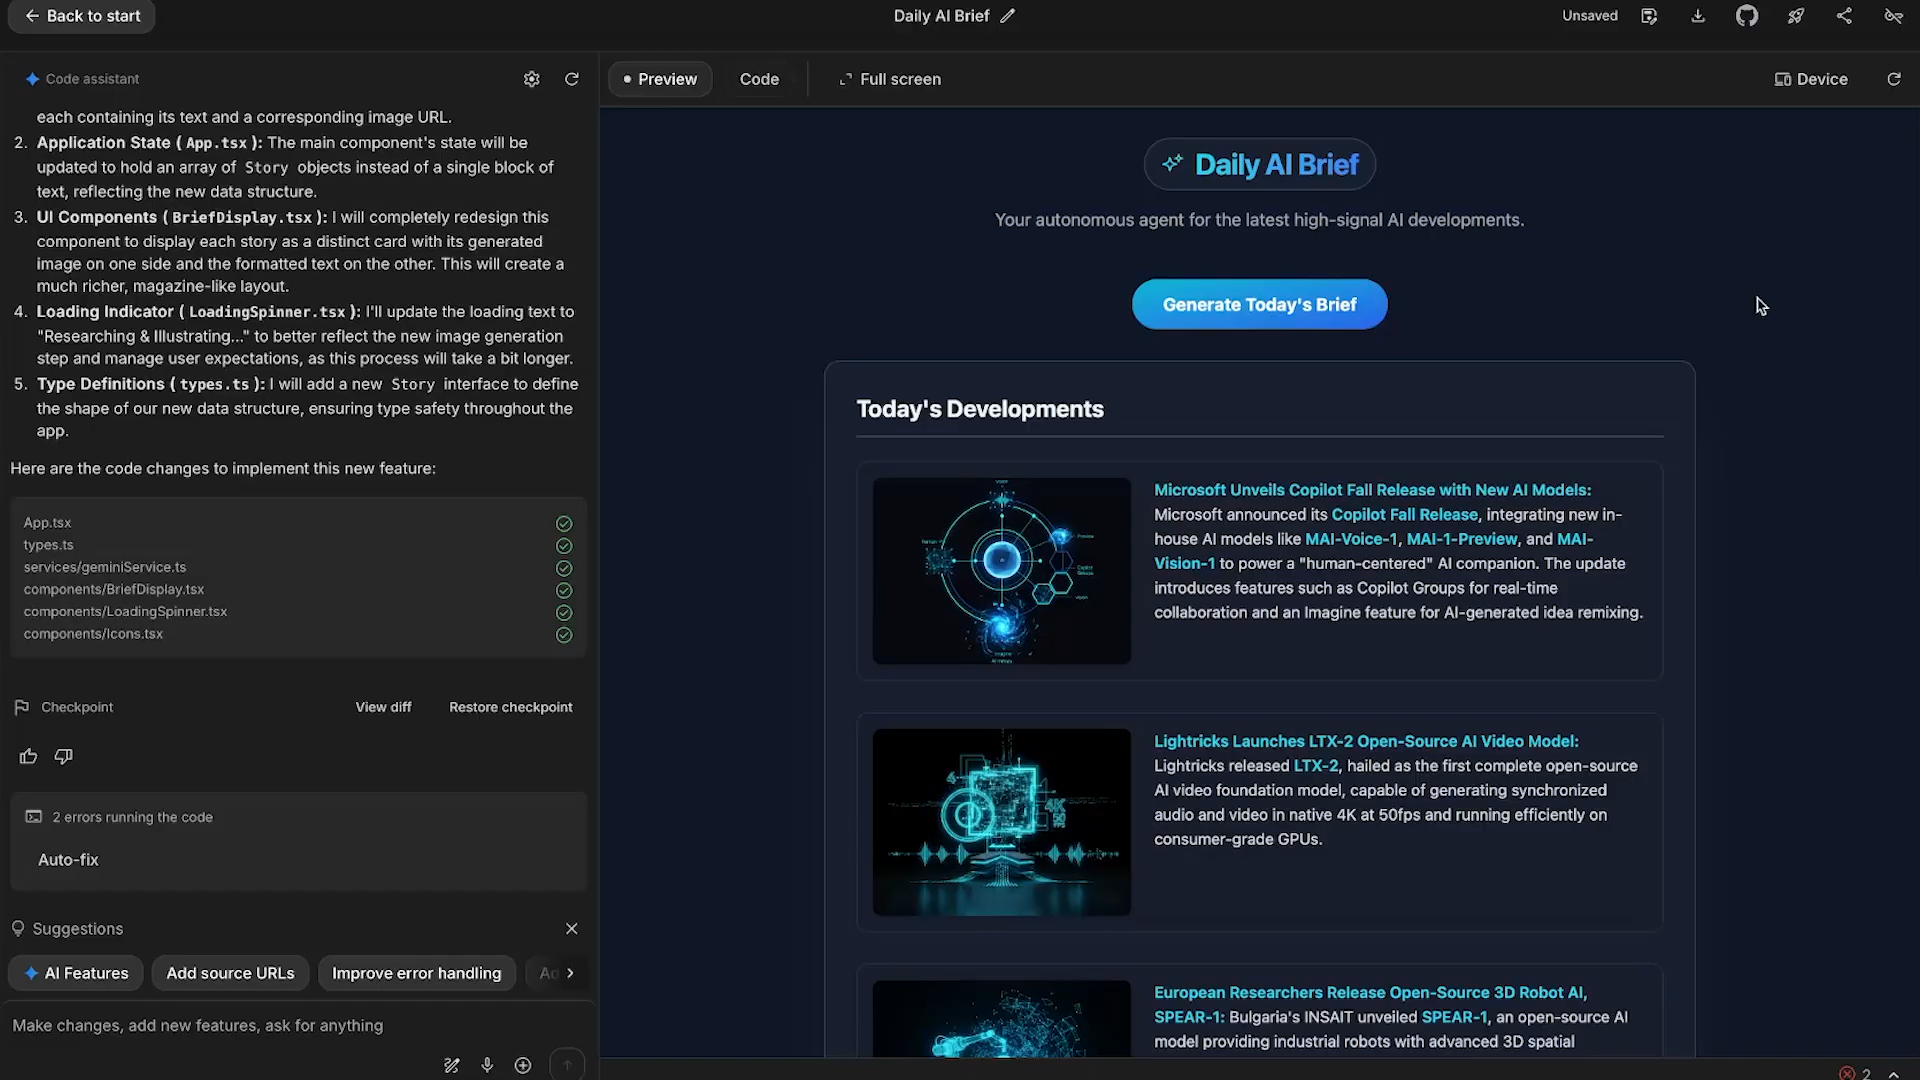 Back to start
Daily AI Brief
Unsaved
Code assistant
Preview
Code
Full screen
Device
each containing its text and a corresponding image URL.
2. Application State ( App.tsx ): The main component's state will be
updated to hold an array of Story objects instead of a single block of
text, reflecting the new data structure.
3. UI Components ( BriefDisplay.tsx ): I will completely redesign this
component to display each story as a distinct card with its generated
image on one side and the formatted text on the other. This will create a
much richer, magazine-like layout.
4. Loading Indicator ( LoadingSpinner.tsx ): I'll update the loading text to
"Researching & Illustrating..." to better reflect the new image generation
step and manage user expectations, as this process will take a bit longer.
5. Type Definitions ( types.ts ): I will add a new Story interface to define
the shape of our new data structure, ensuring type safety throughout the
app.
Here are the code changes to implement this new feature:
App.tsx
types.ts
services/geminiService.ts
components/BriefDisplay.tsx
components/LoadingSpinner.tsx
components/Icons.tsx
Checkpoint
View diff
Restore checkpoint
2 errors running the code
Auto-fix
Suggestions
AI Features
Add source URLs
Improve error handling
Make changes, add new features, ask for anything
Daily AI Brief
Your autonomous agent for the latest high-signal AI developments.
Generate Today's Brief
Today's Developments
Microsoft Unveils Copilot Fall Release with New AI Models:
Microsoft announced its Copilot Fall Release, integrating new in-
house AI models like MAI-Voice-1, MAI-1-Preview, and MAI-
Vision-1 to power a "human-centered" AI companion. The update
introduces features such as Copilot Groups for real-time
collaboration and an Imagine feature for AI-generated idea remixing.
4K
50
FPS
Lightricks Launches LTX-2 Open-Source AI Video Model:
Lightricks released LTX-2, hailed as the first complete open-source
AI video foundation model, capable of generating synchronized
audio and video in native 4K at 50fps and running efficiently on
consumer-grade GPUs.
European Researchers Release Open-Source 3D Robot AI,
SPEAR-1: Bulgaria's INSAIT unveiled SPEAR-1, an open-source AI
model providing industrial robots with advanced 3D spatial
2